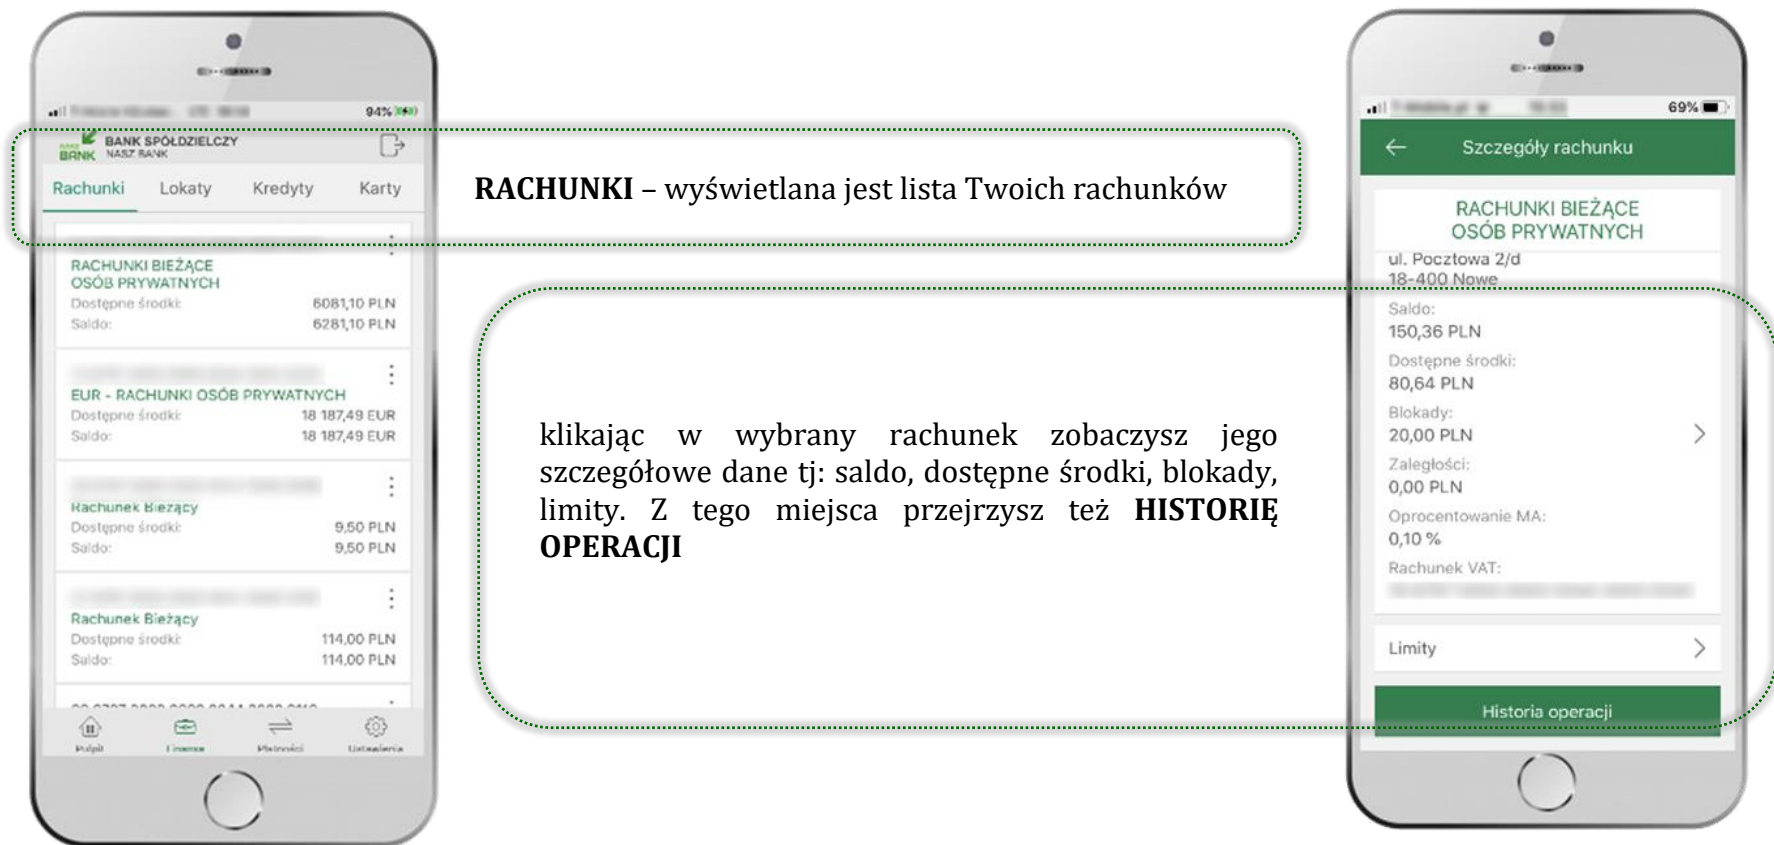 94%
BANK SPÓŁDZIELCZY
NASZ BANK
BANK
Rachunki Lokaty Kredyty Karty
RACHUNKI BIEŻĄCE
OSÓB PRYWATNYCH
Dostępne środki: 6081,10 PLN
Saldo: 6281,10 PLN
EUR - RACHUNKI OSÓB PRYWATNYCH
Dostępne środki: 18 187,49 EUR
Saldo: 18 187,49 EUR
Rachunek Bieżący
Dostępne środki: 9,50 PLN
Saldo: 9,50 PLN
Rachunek Bieżący
Dostępne środki: 114,00 PLN
Saldo: 114,00 PLN
Pulpit Finanse Płatności Ustawienia
RACHUNKI – wyświetlana jest lista Twoich rachunków
klikając w wybrany rachunek zobaczysz jego
szczegółowe dane tj: saldo, dostępne środki, blokady,
limity. Z tego miejsca przejrzysz też HISTORIĘ
OPERACJI
69%
Szczegóły rachunku
RACHUNKI BIEŻĄCE
OSÓB PRYWATNYCH
ul. Pocztowa 2/d
18-400 Nowe
Saldo:
150,36 PLN
Dostępne środki:
80,64 PLN
Blokady:
20,00 PLN
Zaległości:
0,00 PLN
Oprocentowanie MA:
0,10 %
Rachunek VAT:
Limity
Historia operacji